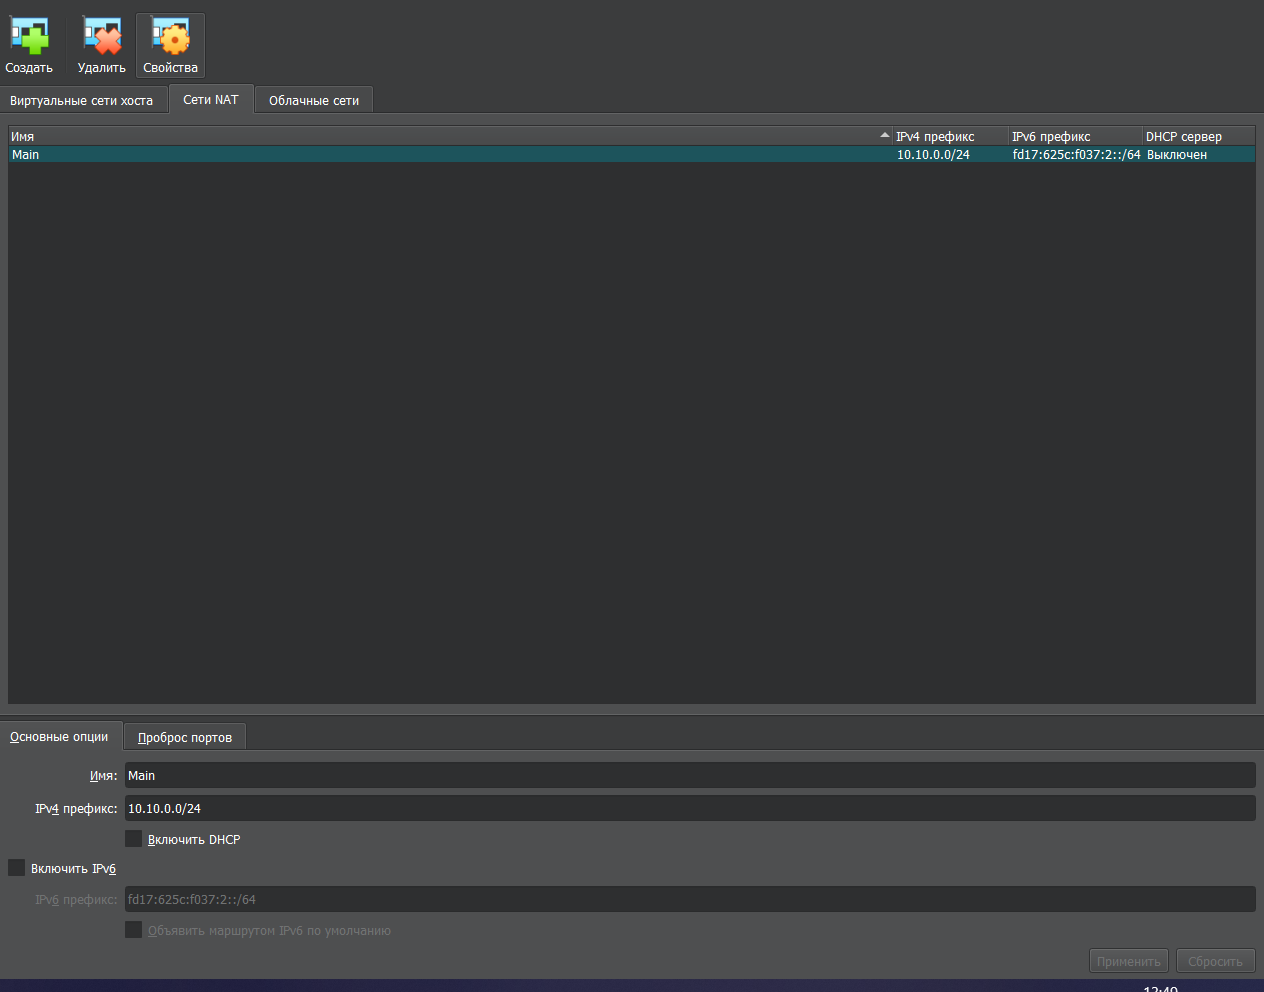 Создать Удалить Свойства
Виртуальные сети хоста Сети NAT Облачные сети
Имя IPv4 префикс IPv6 префикс DHCP сервер
Main 10.10.0.0/24 fd17:625c:f037:2::/64 Выключен
Основные опции Проброс портов
Имя: Main
IPv4 префикс: 10.10.0.0/24
Включить DHCP
Включить IPv6
IPv6 префикс: fd17:625c:f037:2::/64
Объявить маршрутом IPv6 по умолчанию
Применить Сбросить